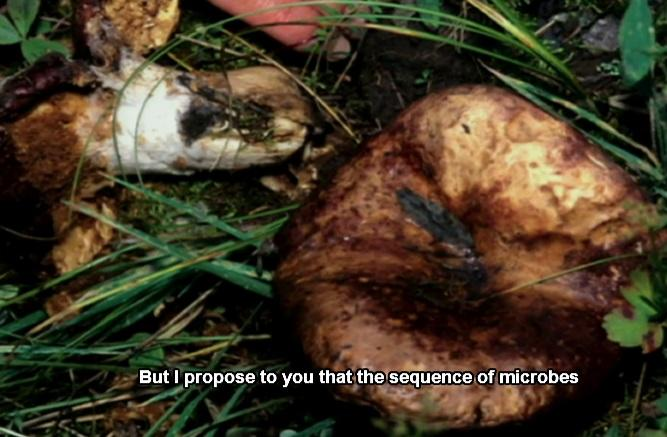 But I propose to you that the sequence of microbes